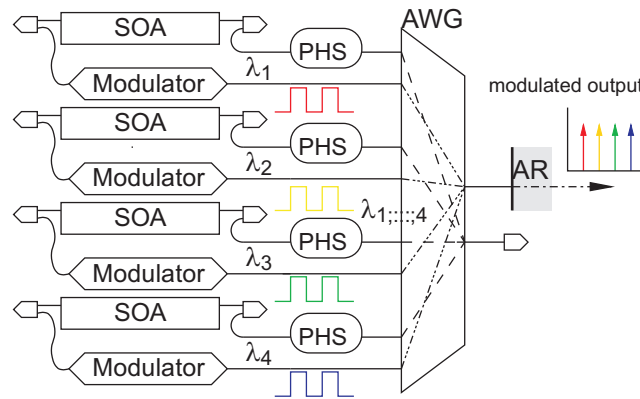 AWG
SOA
PHS
λ1
Modulator
SOA
PHS
λ2
Modulator
SOA
λ1;::::;4
PHS
λ3
Modulator
SOA
PHS
λ4
Modulator
modulated output
AR